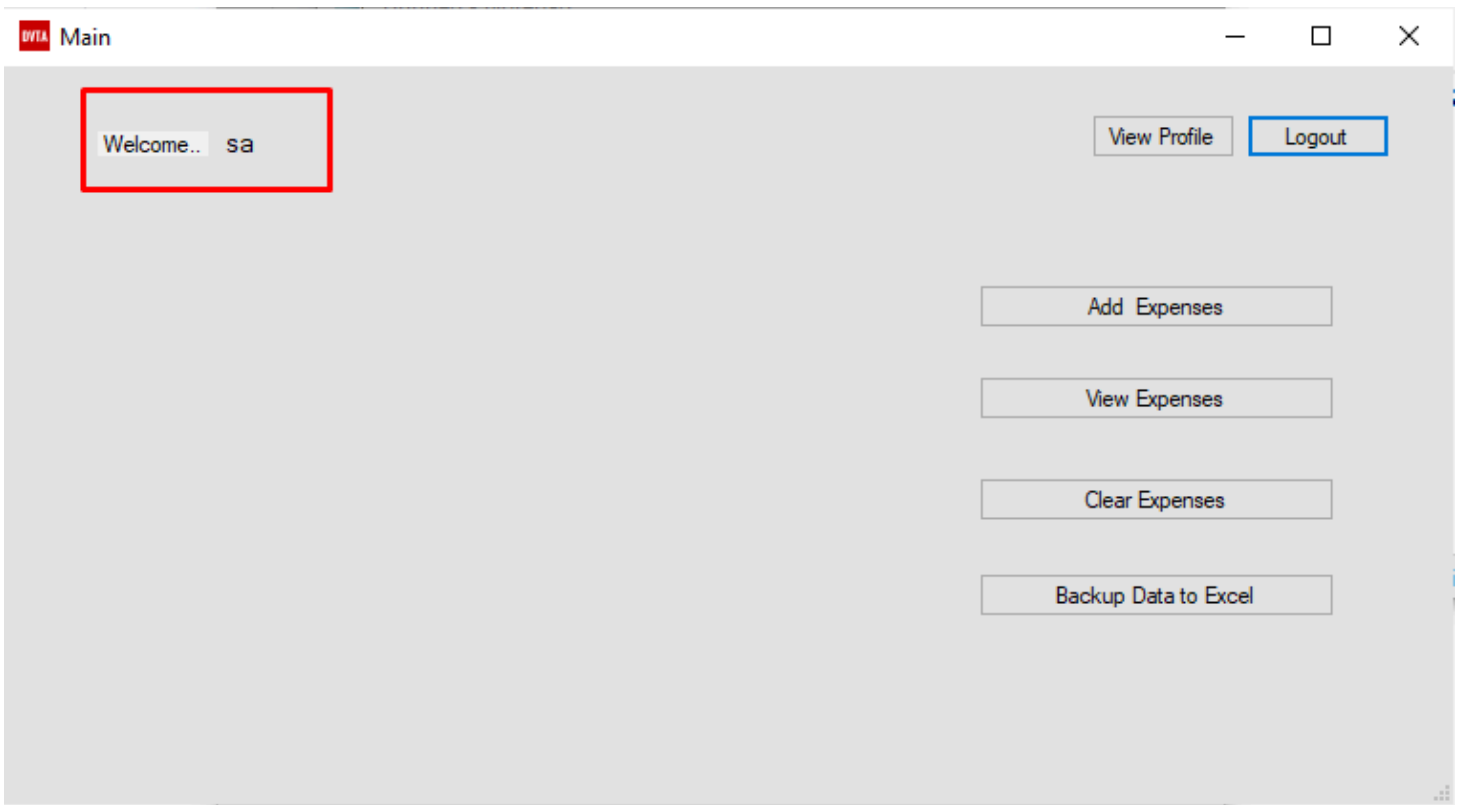 DVTA Main
Welcome.. sa
View Profile Logout
Add Expenses
View Expenses
Clear Expenses
Backup Data to Excel